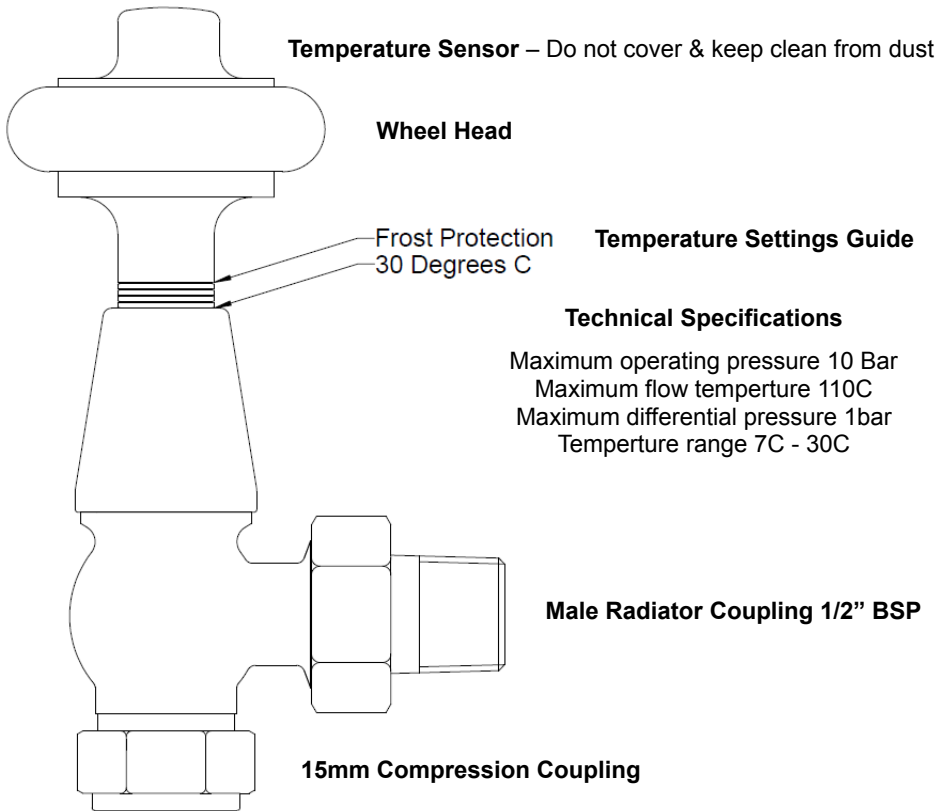 Temperature Sensor – Do not cover & keep clean from dust
Wheel Head
Frost Protection
30 Degrees C
Temperature Settings Guide
Technical Specifications
Maximum operating pressure 10 Bar
Maximum flow temperture 110C
Maximum differential pressure 1bar
Temperture range 7C - 30C
Male Radiator Coupling 1/2” BSP
15mm Compression Coupling